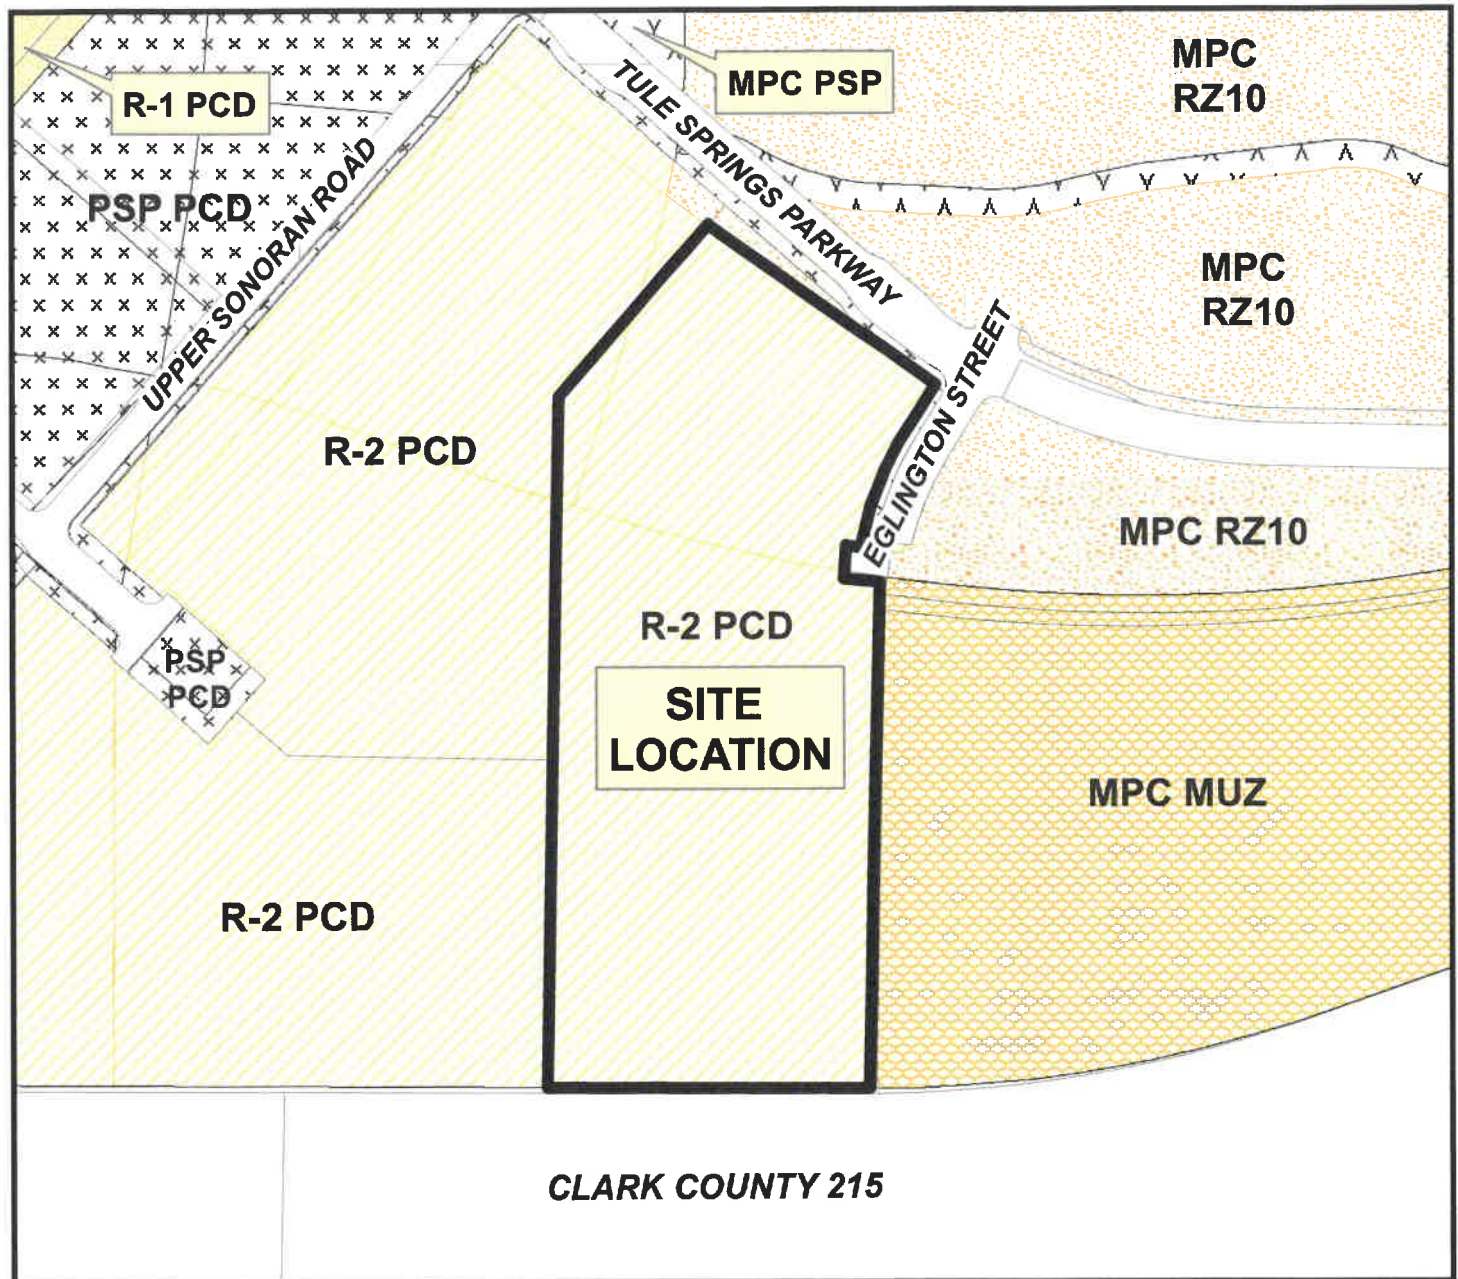 MPC
RZ10
MPC PSP
R-1 PCD
TULE SPRINGS PARKWAY
PSP PCD
UPPER SONORAN ROAD
MPC
RZ10
EGLINGTON STREET
R-2 PCD
MPC RZ10
R-2 PCD
PSP
PCD
SITE
LOCATION
MPC MUZ
R-2 PCD
CLARK COUNTY 215